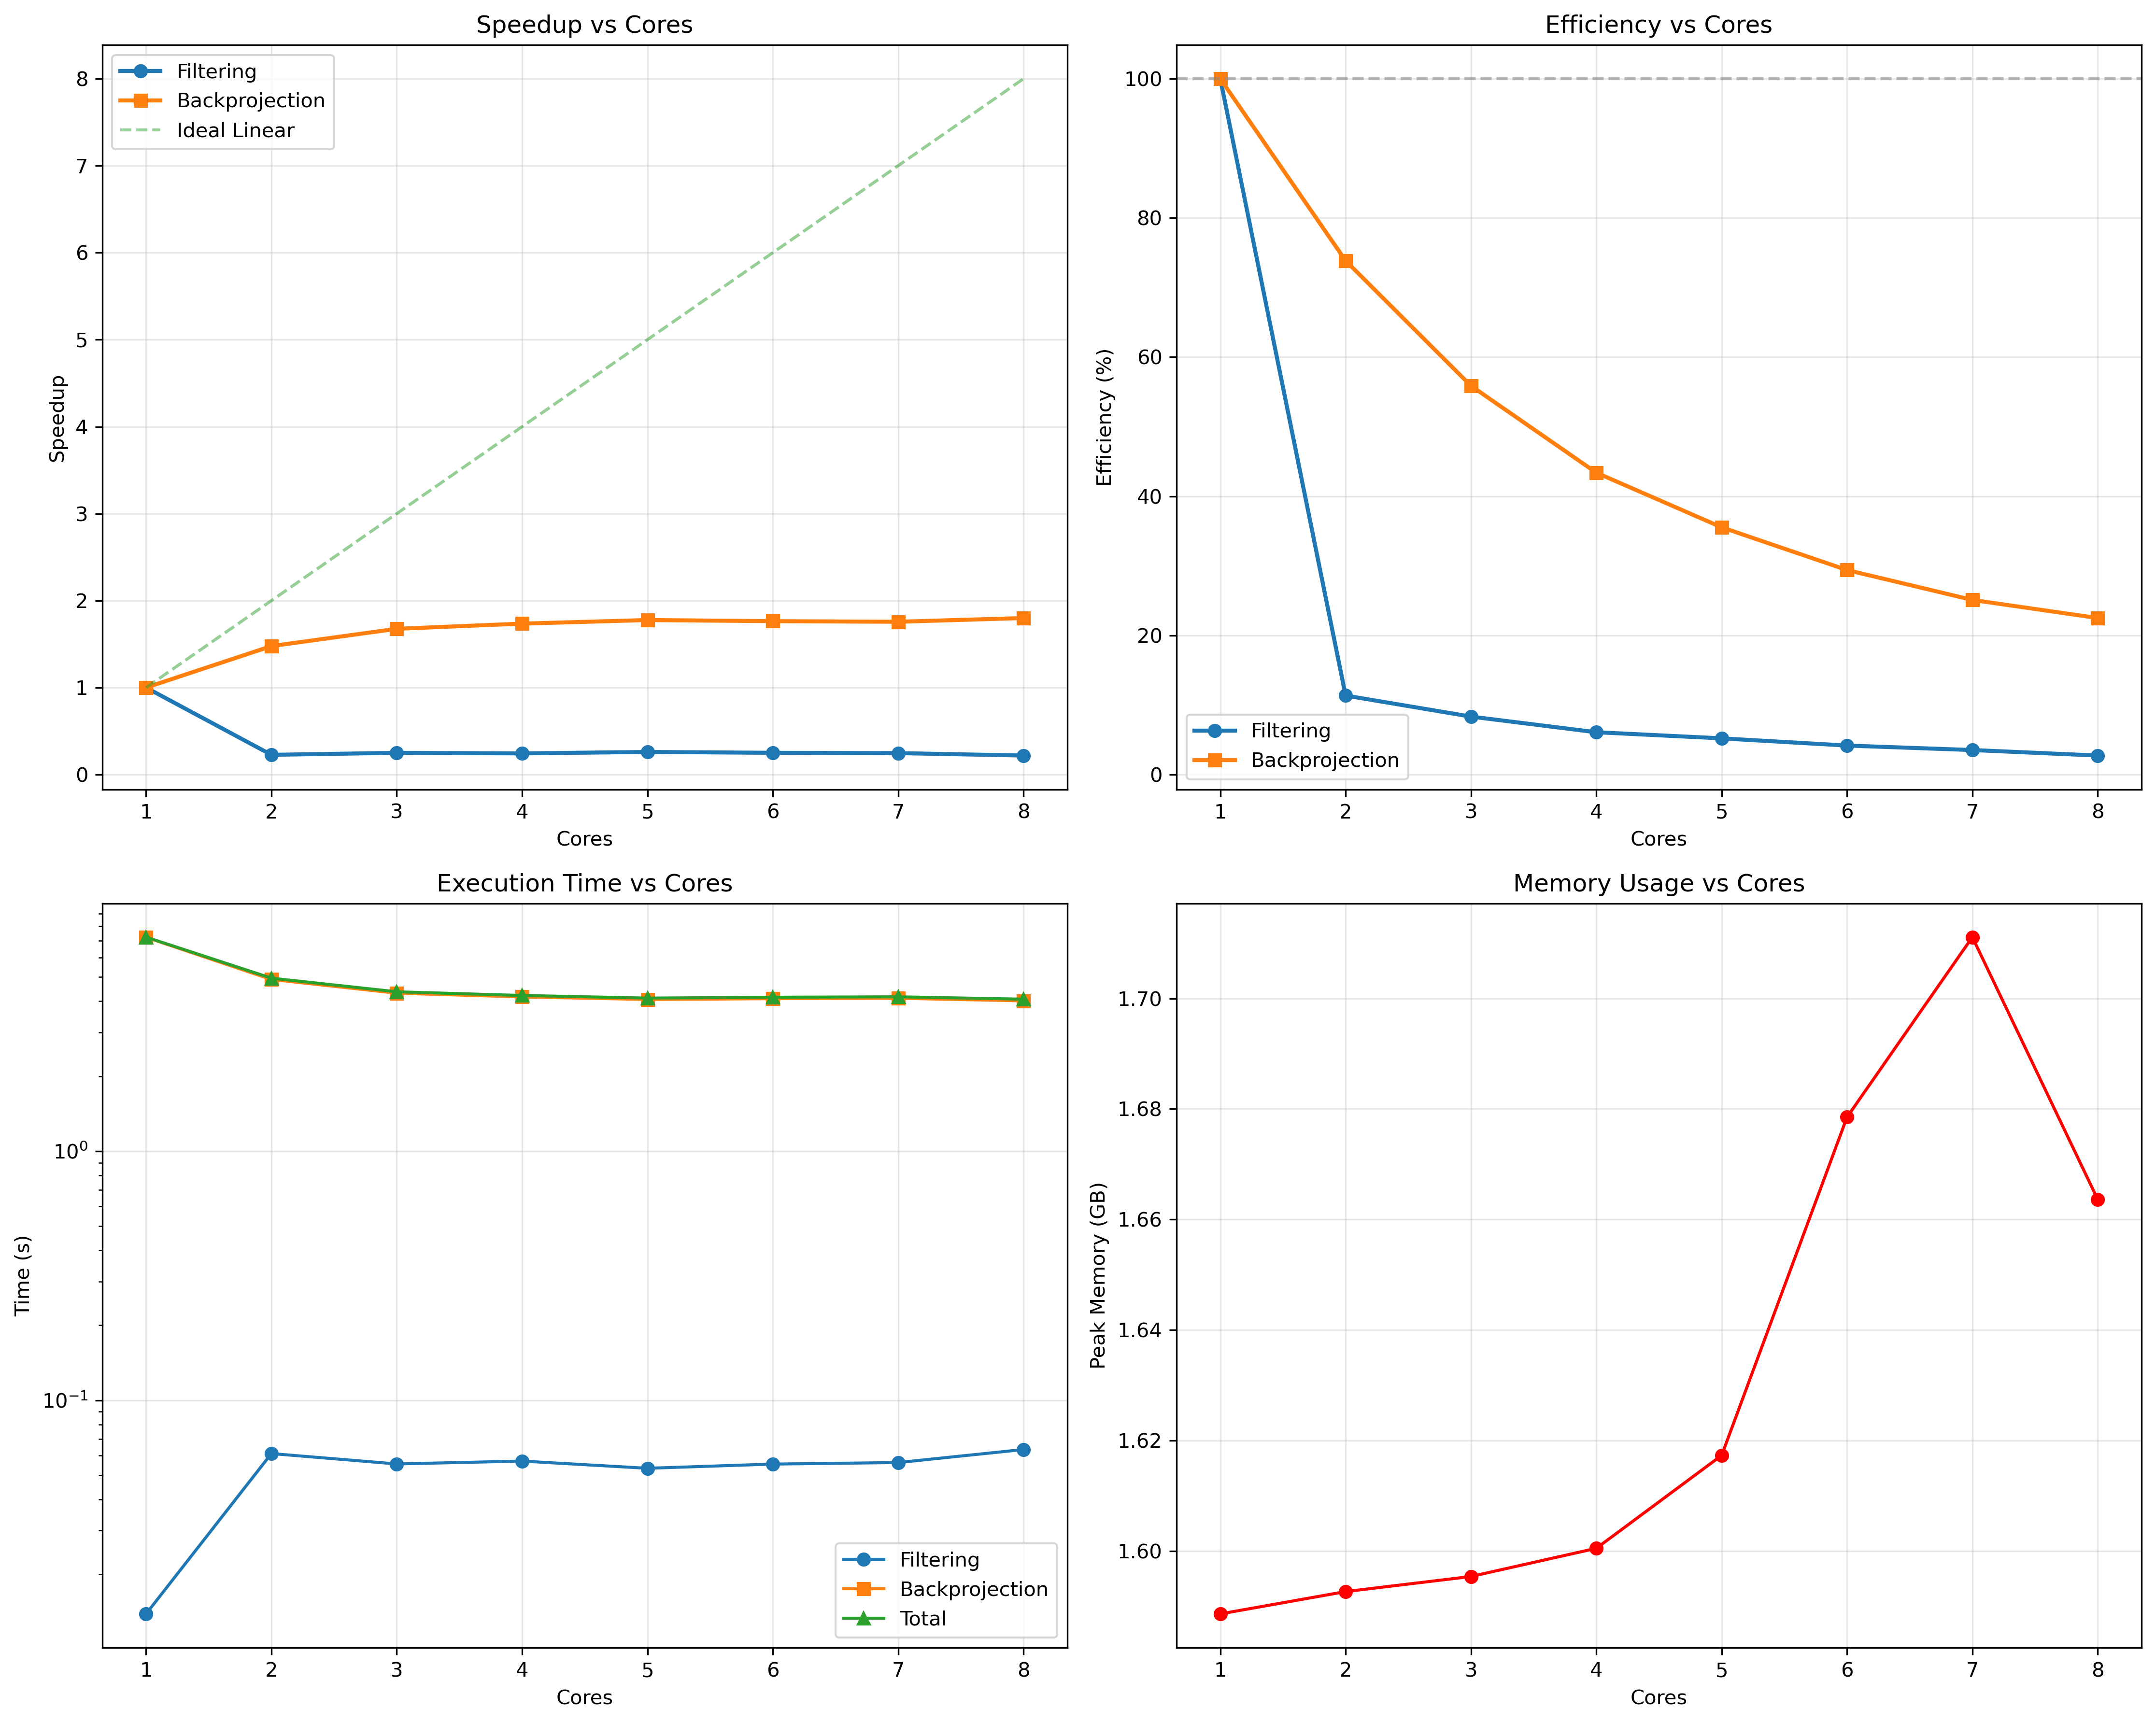 Speedup vs Cores
Speedup
8
7
6
5
4
3
2
1
0
Filtering
Backprojection
Ideal Linear
1 2 3 4 5 6 7 8
Cores
Efficiency vs Cores
Efficiency (%)
100
80
60
40
20
0
Filtering
Backprojection
1 2 3 4 5 6 7 8
Cores
Execution Time vs Cores
Time (s)
10⁰
10⁻¹
Filtering
Backprojection
Total
1 2 3 4 5 6 7 8
Cores
Memory Usage vs Cores
Peak Memory (GB)
1.70
1.68
1.66
1.64
1.62
1.60
1 2 3 4 5 6 7 8
Cores